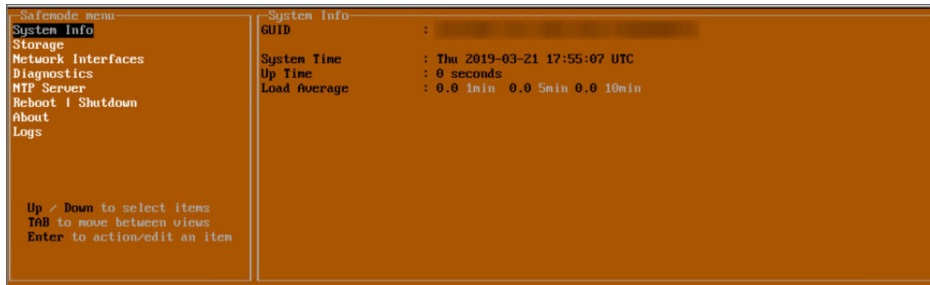 Safemode menu
System Info
Storage
Network Interfaces
Diagnostics
NTP Server
Reboot | Shutdown
About
Logs
Up / Down to select items
TAB to move between views
Enter to action/edit an item
System Info
GUID :
System Time : Thu 2019-03-21 17:55:07 UTC
Up Time : 0 seconds
Load Average : 0.0 1min 0.0 5min 0.0 10min